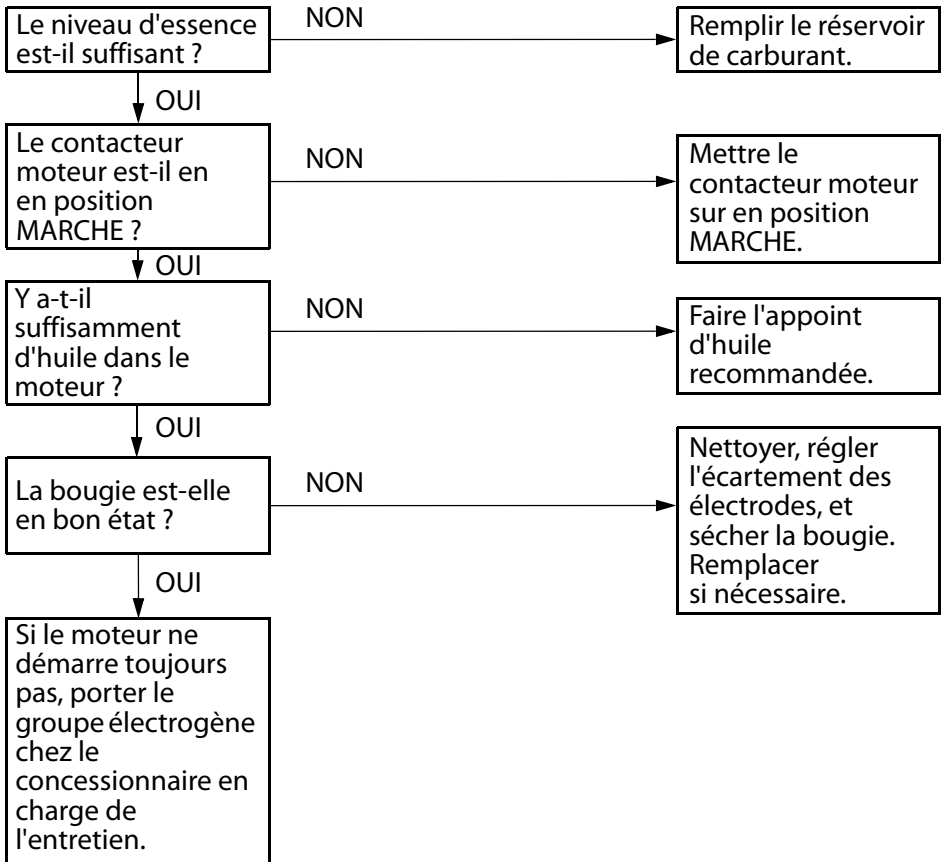 Le niveau d'essence
est-il suffisant ?
NON
Remplir le réservoir
de carburant.
OUI
Le contacteur
moteur est-il en
en position
MARCHE ?
NON
Mettre le
contacteur moteur
sur en position
MARCHE.
OUI
Y a-t-il
suffisamment
d'huile dans le
moteur ?
NON
Faire l'appoint
d'huile
recommandée.
OUI
La bougie est-elle
en bon état ?
NON
Nettoyer, régler
l'écartement des
électrodes, et
sécher la bougie.
Remplacer
si nécessaire.
OUI
Si le moteur ne
démarre toujours
pas, porter le
groupe électrogène
chez le
concessionnaire en
charge de
l'entretien.